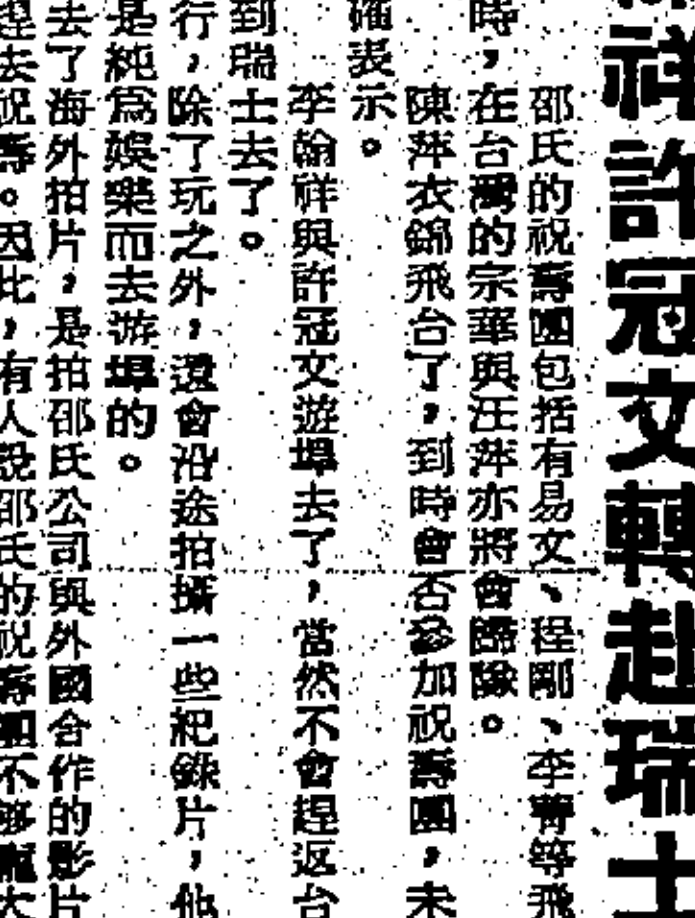 祥許冠文轉赴瑞士
邵氏的祝壽團包括有易文、程剛、李菁等飛
時，在台灣的宗華與汪萍亦將會歸隊。
陳萍衣錦飛台了，到時會否參加祝壽團，未
確表示。
李翰祥與許冠文遊埠去了，當然不會趕返台
到瑞士去了。
行，除了玩之外，還會沿途拍攝一些紀錄片，他
是純爲娛樂而去游埠的。
去了海外拍片，是拍邵氏公司與外國合作的影片
趕去祝壽。因此，有人說邵氏的祝壽團不够龐大